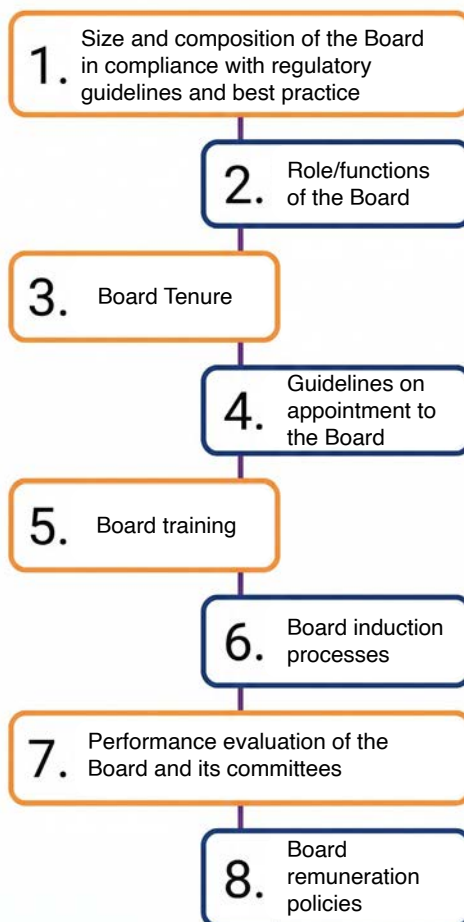 1. Size and composition of the Board
in compliance with regulatory
guidelines and best practice
2. Role/functions
of the Board
3. Board Tenure
4. Guidelines on
appointment to
the Board
5. Board training
6. Board induction
processes
7. Performance evaluation of the
Board and its committees
8. Board
remuneration
policies